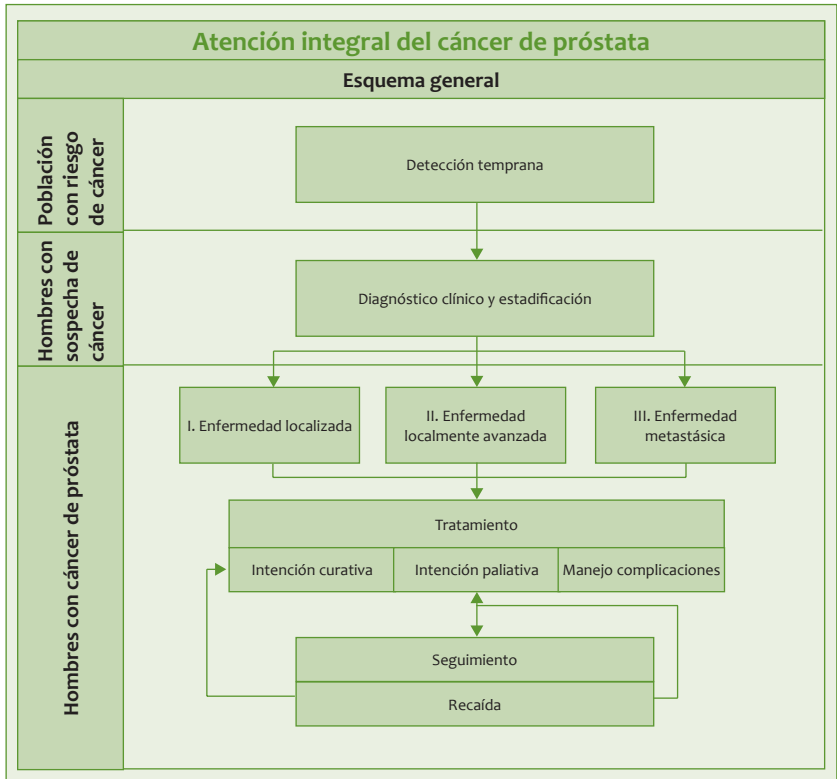 Atención integral del cáncer de próstata
Esquema general
Población
con riesgo
de cáncer
Detección temprana
Hombres con
sospecha de
cáncer
Diagnóstico clínico y estadificación
Hombres con cáncer de próstata
I. Enfermedad localizada
II. Enfermedad
localmente avanzada
III. Enfermedad
metastásica
Tratamiento
Intención curativa
Intención paliativa
Manejo complicaciones
Seguimiento
Recaída